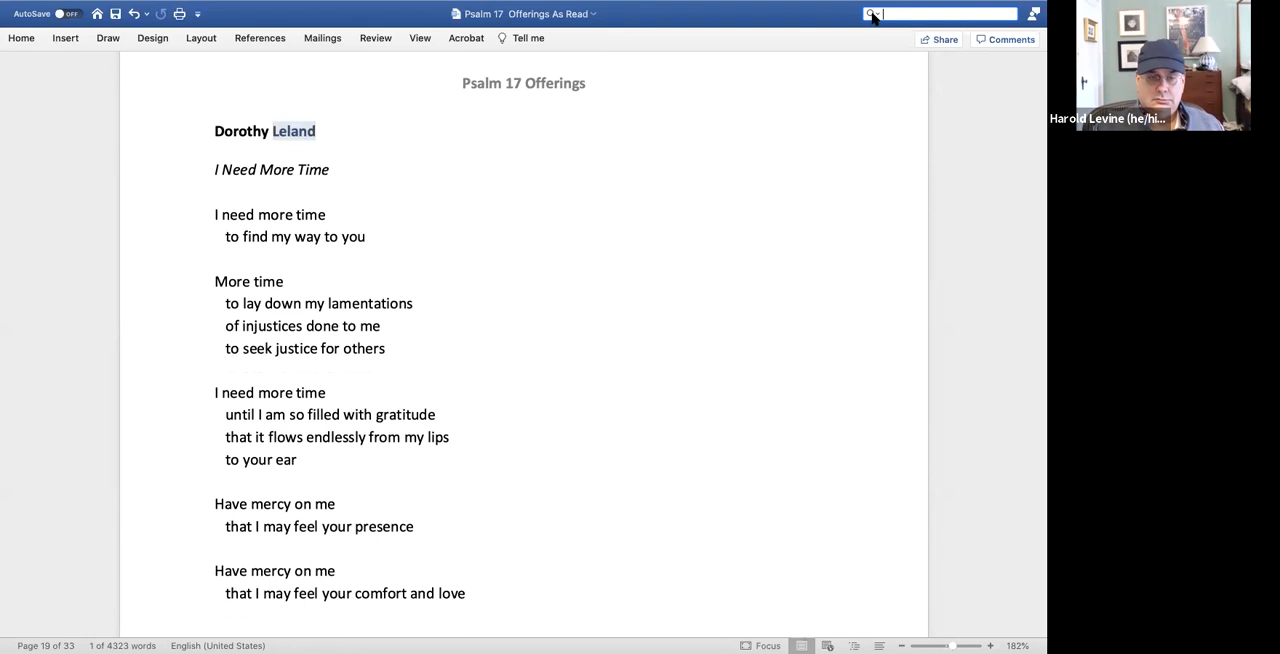 AutoSave OFF
Psalm 17 Offerings As Read
Home Insert Draw Design Layout References Mailings Review View Acrobat Tell me
Share Comments
Psalm 17 Offerings
Dorothy Leland
I Need More Time
I need more time
to find my way to you
More time
to lay down my lamentations
of injustices done to me
to seek justice for others
I need more time
until I am so filled with gratitude
that it flows endlessly from my lips
to your ear
Have mercy on me
that I may feel your presence
Have mercy on me
that I may feel your comfort and love
Page 19 of 33 1 of 4323 words English (United States) Focus 182%
Harold Levine (he/hi...